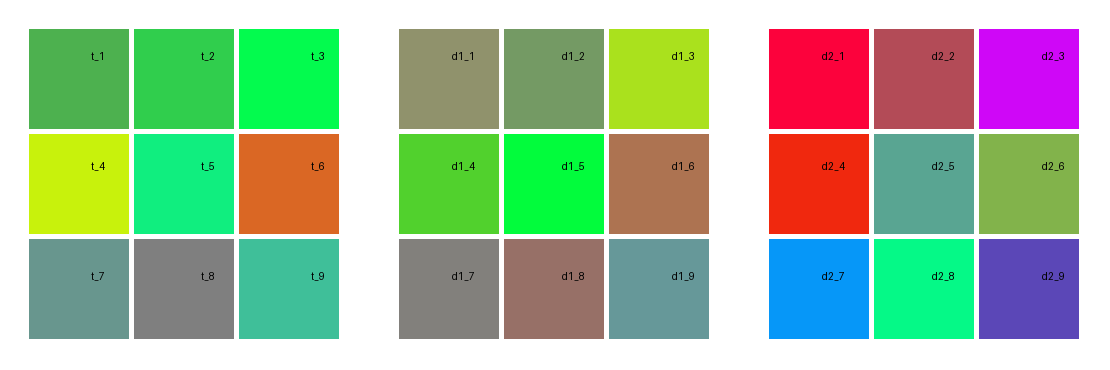 t_1 t_2 t_3 d1_1 d1_2 d1_3 d2_1 d2_2 d2_3
t_4 t_5 t_6 d1_4 d1_5 d1_6 d2_4 d2_5 d2_6
t_7 t_8 t_9 d1_7 d1_8 d1_9 d2_7 d2_8 d2_9